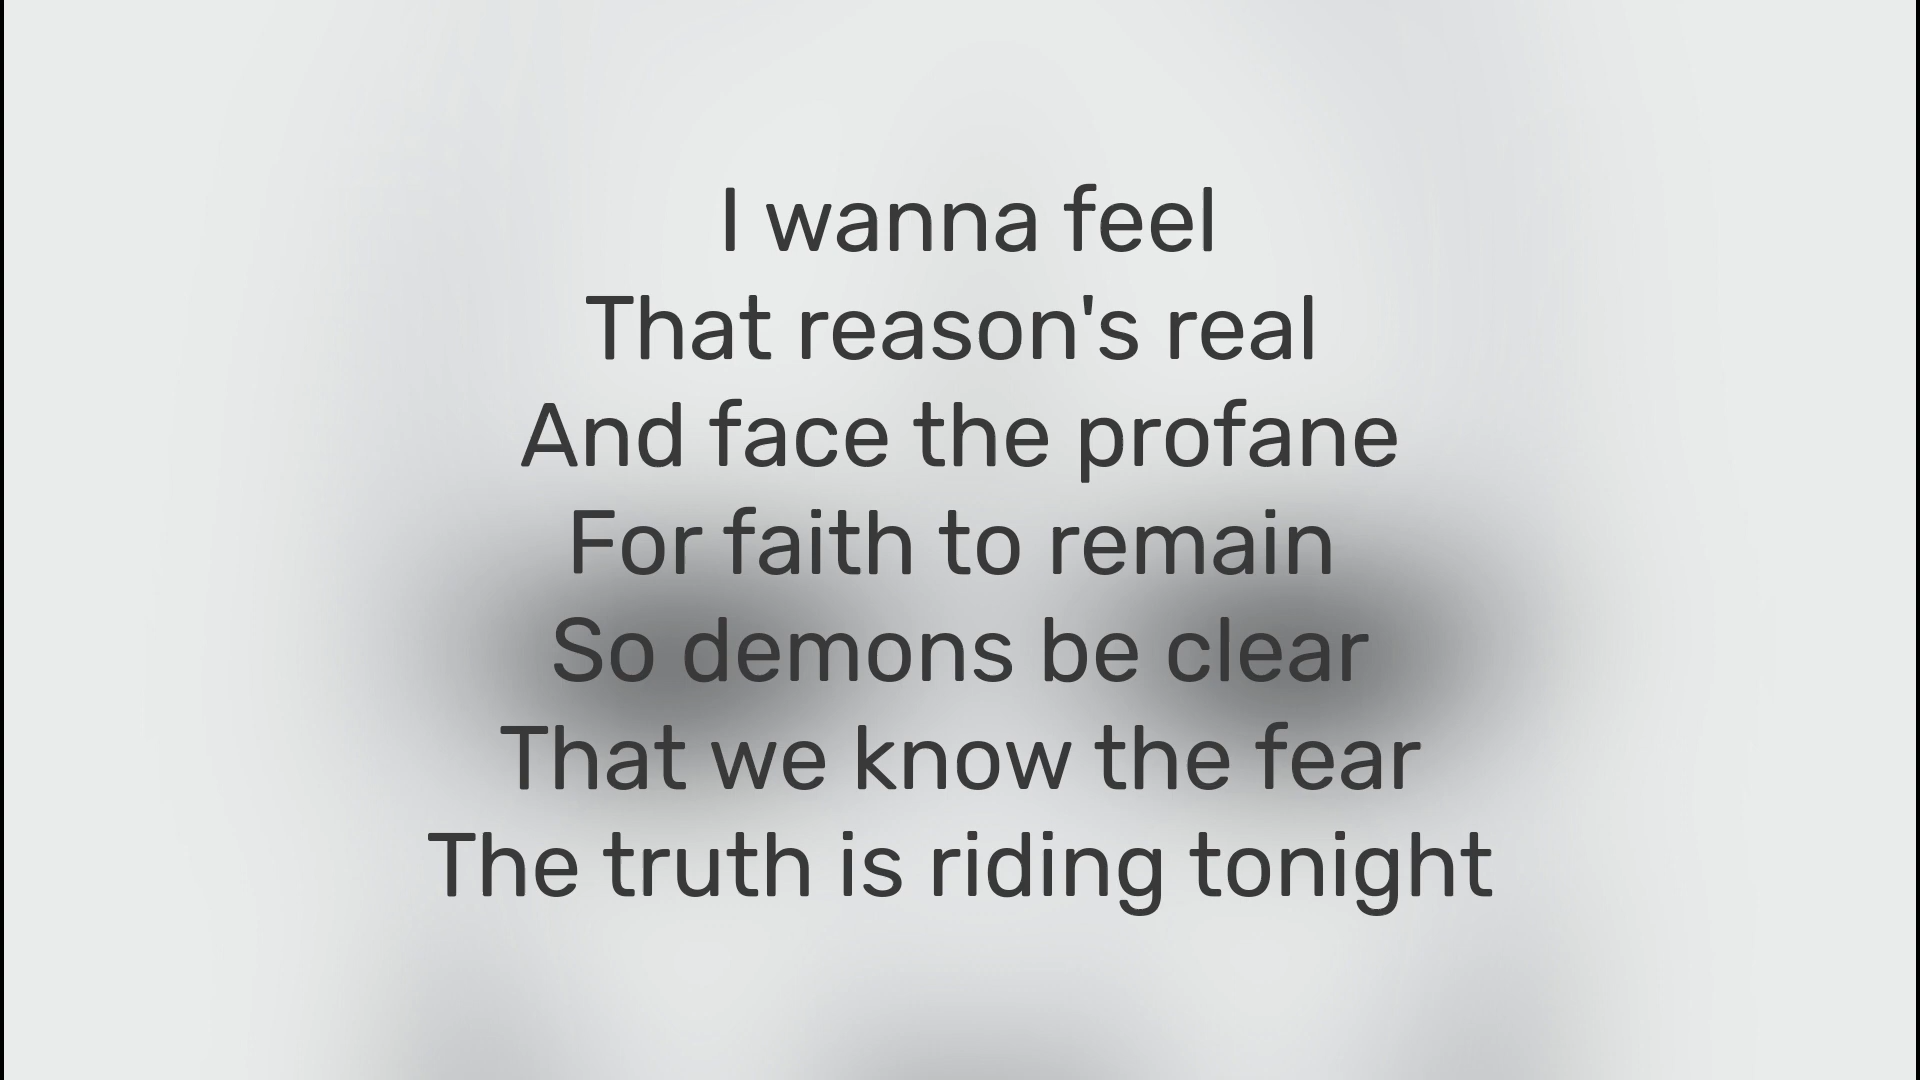 I wanna feel
That reason's real
And face the profane
For faith to remain
So demons be clear
That we know the fear
The truth is riding tonight